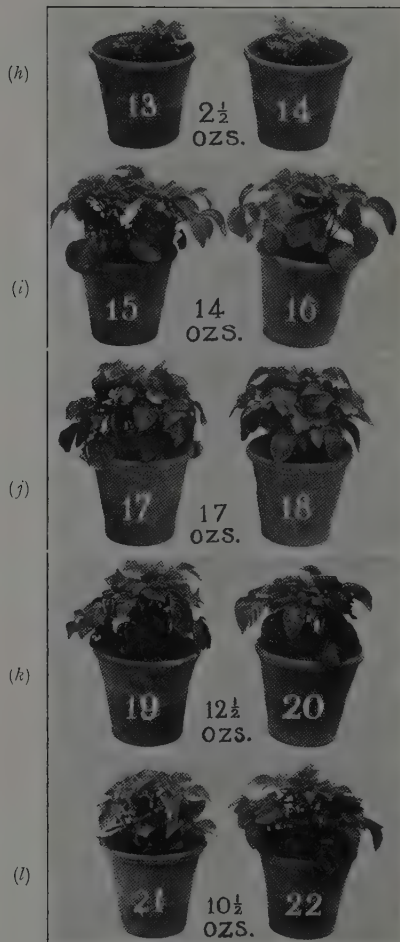 (h)
13 2½ 14
OZS.
(i)
15 14 16
OZS.
(j)
17 17 18
OZS.
(k)
19 12½ 20
OZS.
(l)
21 10½ 22
OZS.